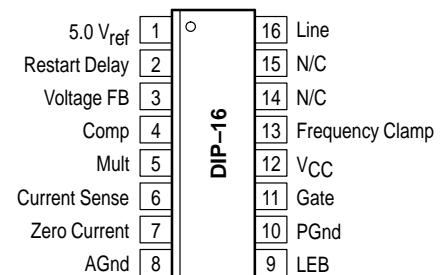 5.0 Vref 1 16 Line
Restart Delay 2 15 N/C
Voltage FB 3 14 N/C
Comp 4 13 Frequency Clamp
Mult 5 12 VCC
Current Sense 6 11 Gate
Zero Current 7 10 PGnd
AGnd 8 9 LEB
DIP–16